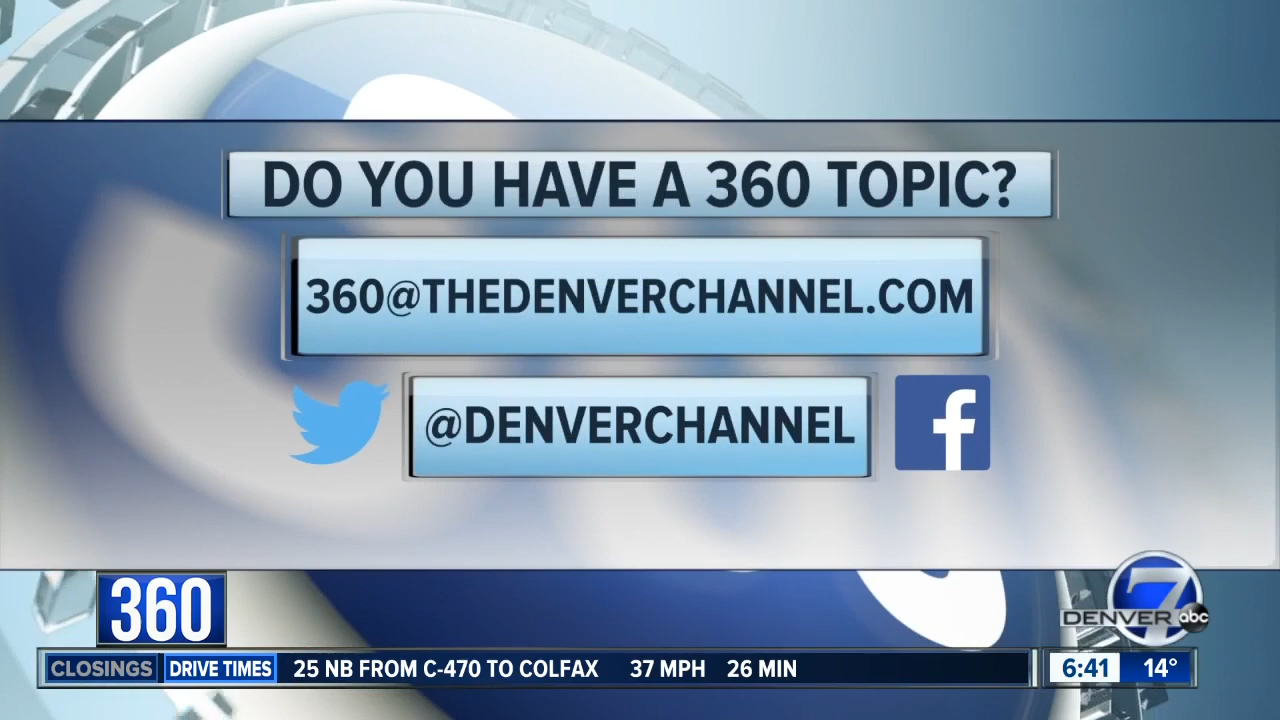 DO YOU HAVE A 360 TOPIC?
360@THEDENVERCHANNEL.COM
@DENVERCHANNEL
f
360
DENVER 7 abc
CLOSINGS DRIVE TIMES 25 NB FROM C-470 TO COLFAX 37 MPH 26 MIN 6:41 14°